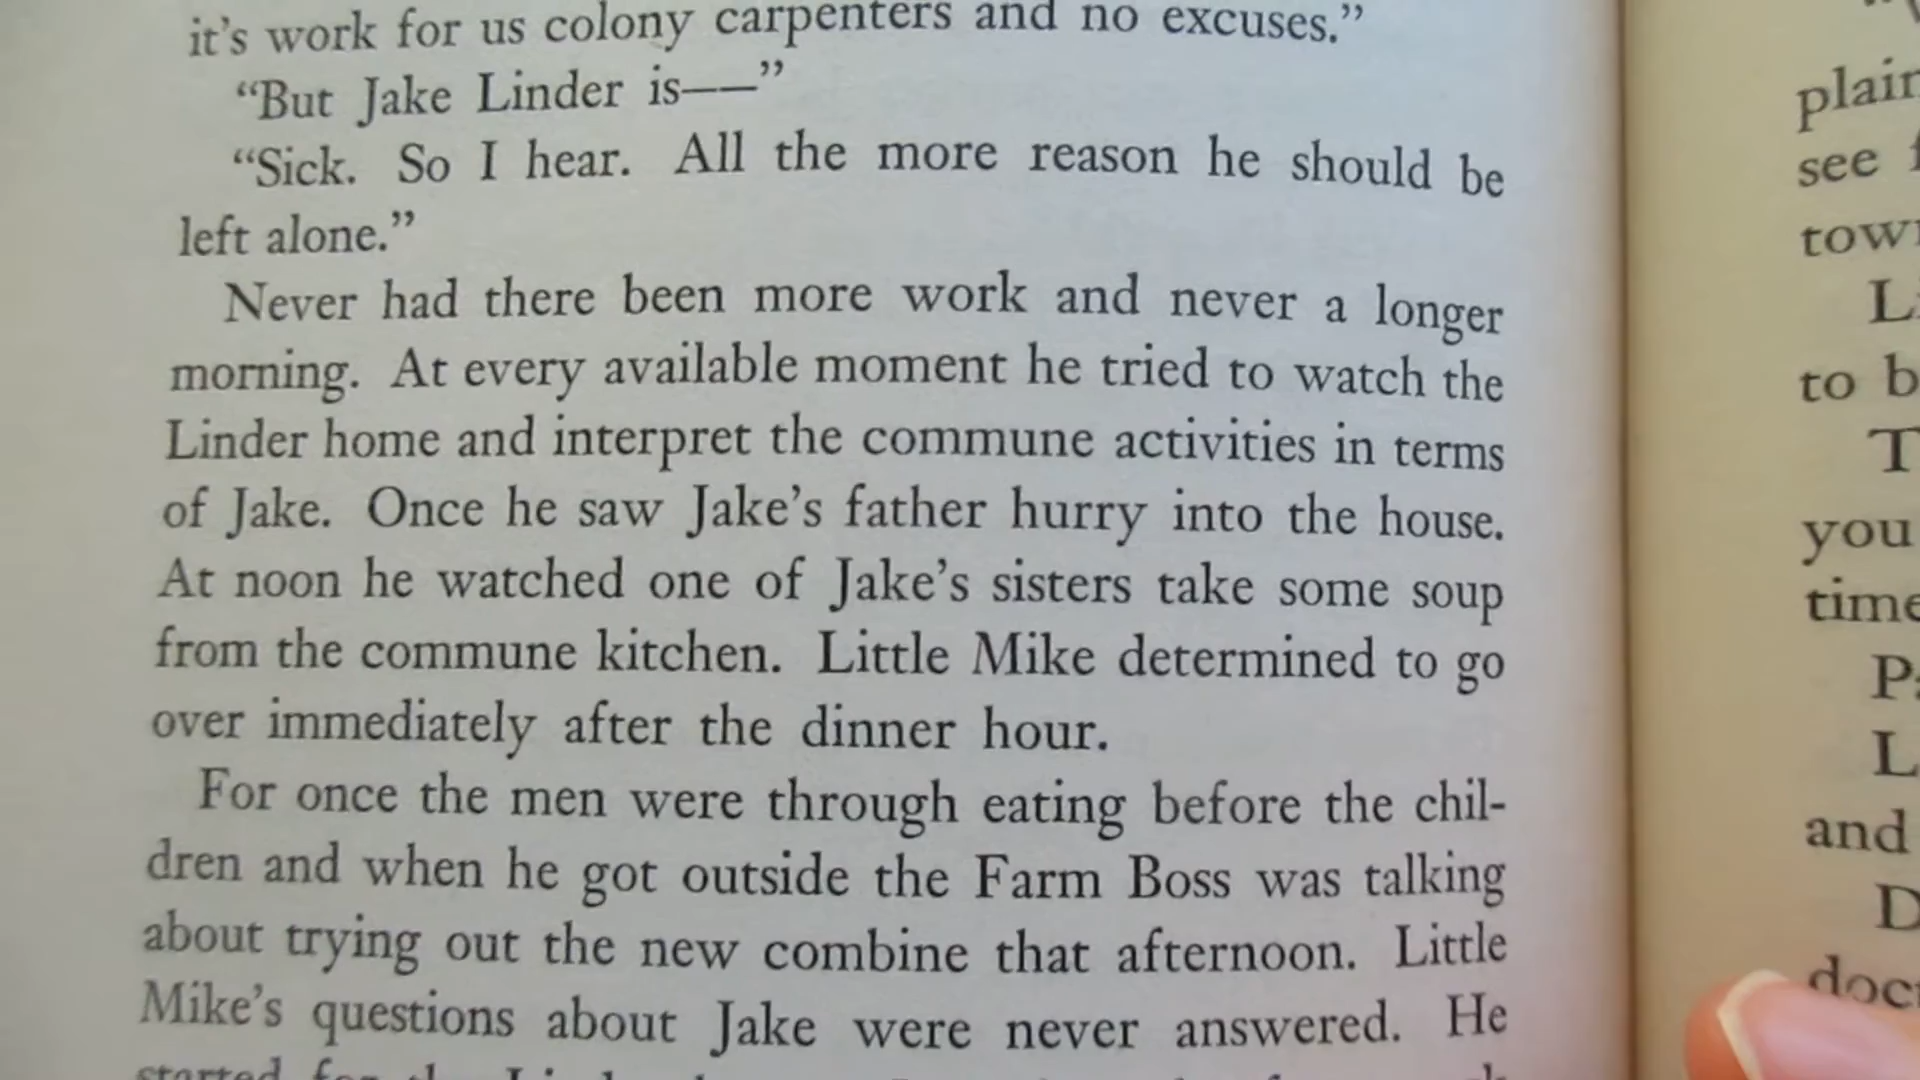 it's work for us colony carpenters and no excuses.”
“But Jake Linder is——”
“Sick. So I hear. All the more reason he should be
left alone.”
Never had there been more work and never a longer
morning. At every available moment he tried to watch the
Linder home and interpret the commune activities in terms
of Jake. Once he saw Jake’s father hurry into the house.
At noon he watched one of Jake’s sisters take some soup
from the commune kitchen. Little Mike determined to go
over immediately after the dinner hour.
For once the men were through eating before the chil-
dren and when he got outside the Farm Boss was talking
about trying out the new combine that afternoon. Little
Mike’s questions about Jake were never answered. He
started for the
see
to
you
time
and